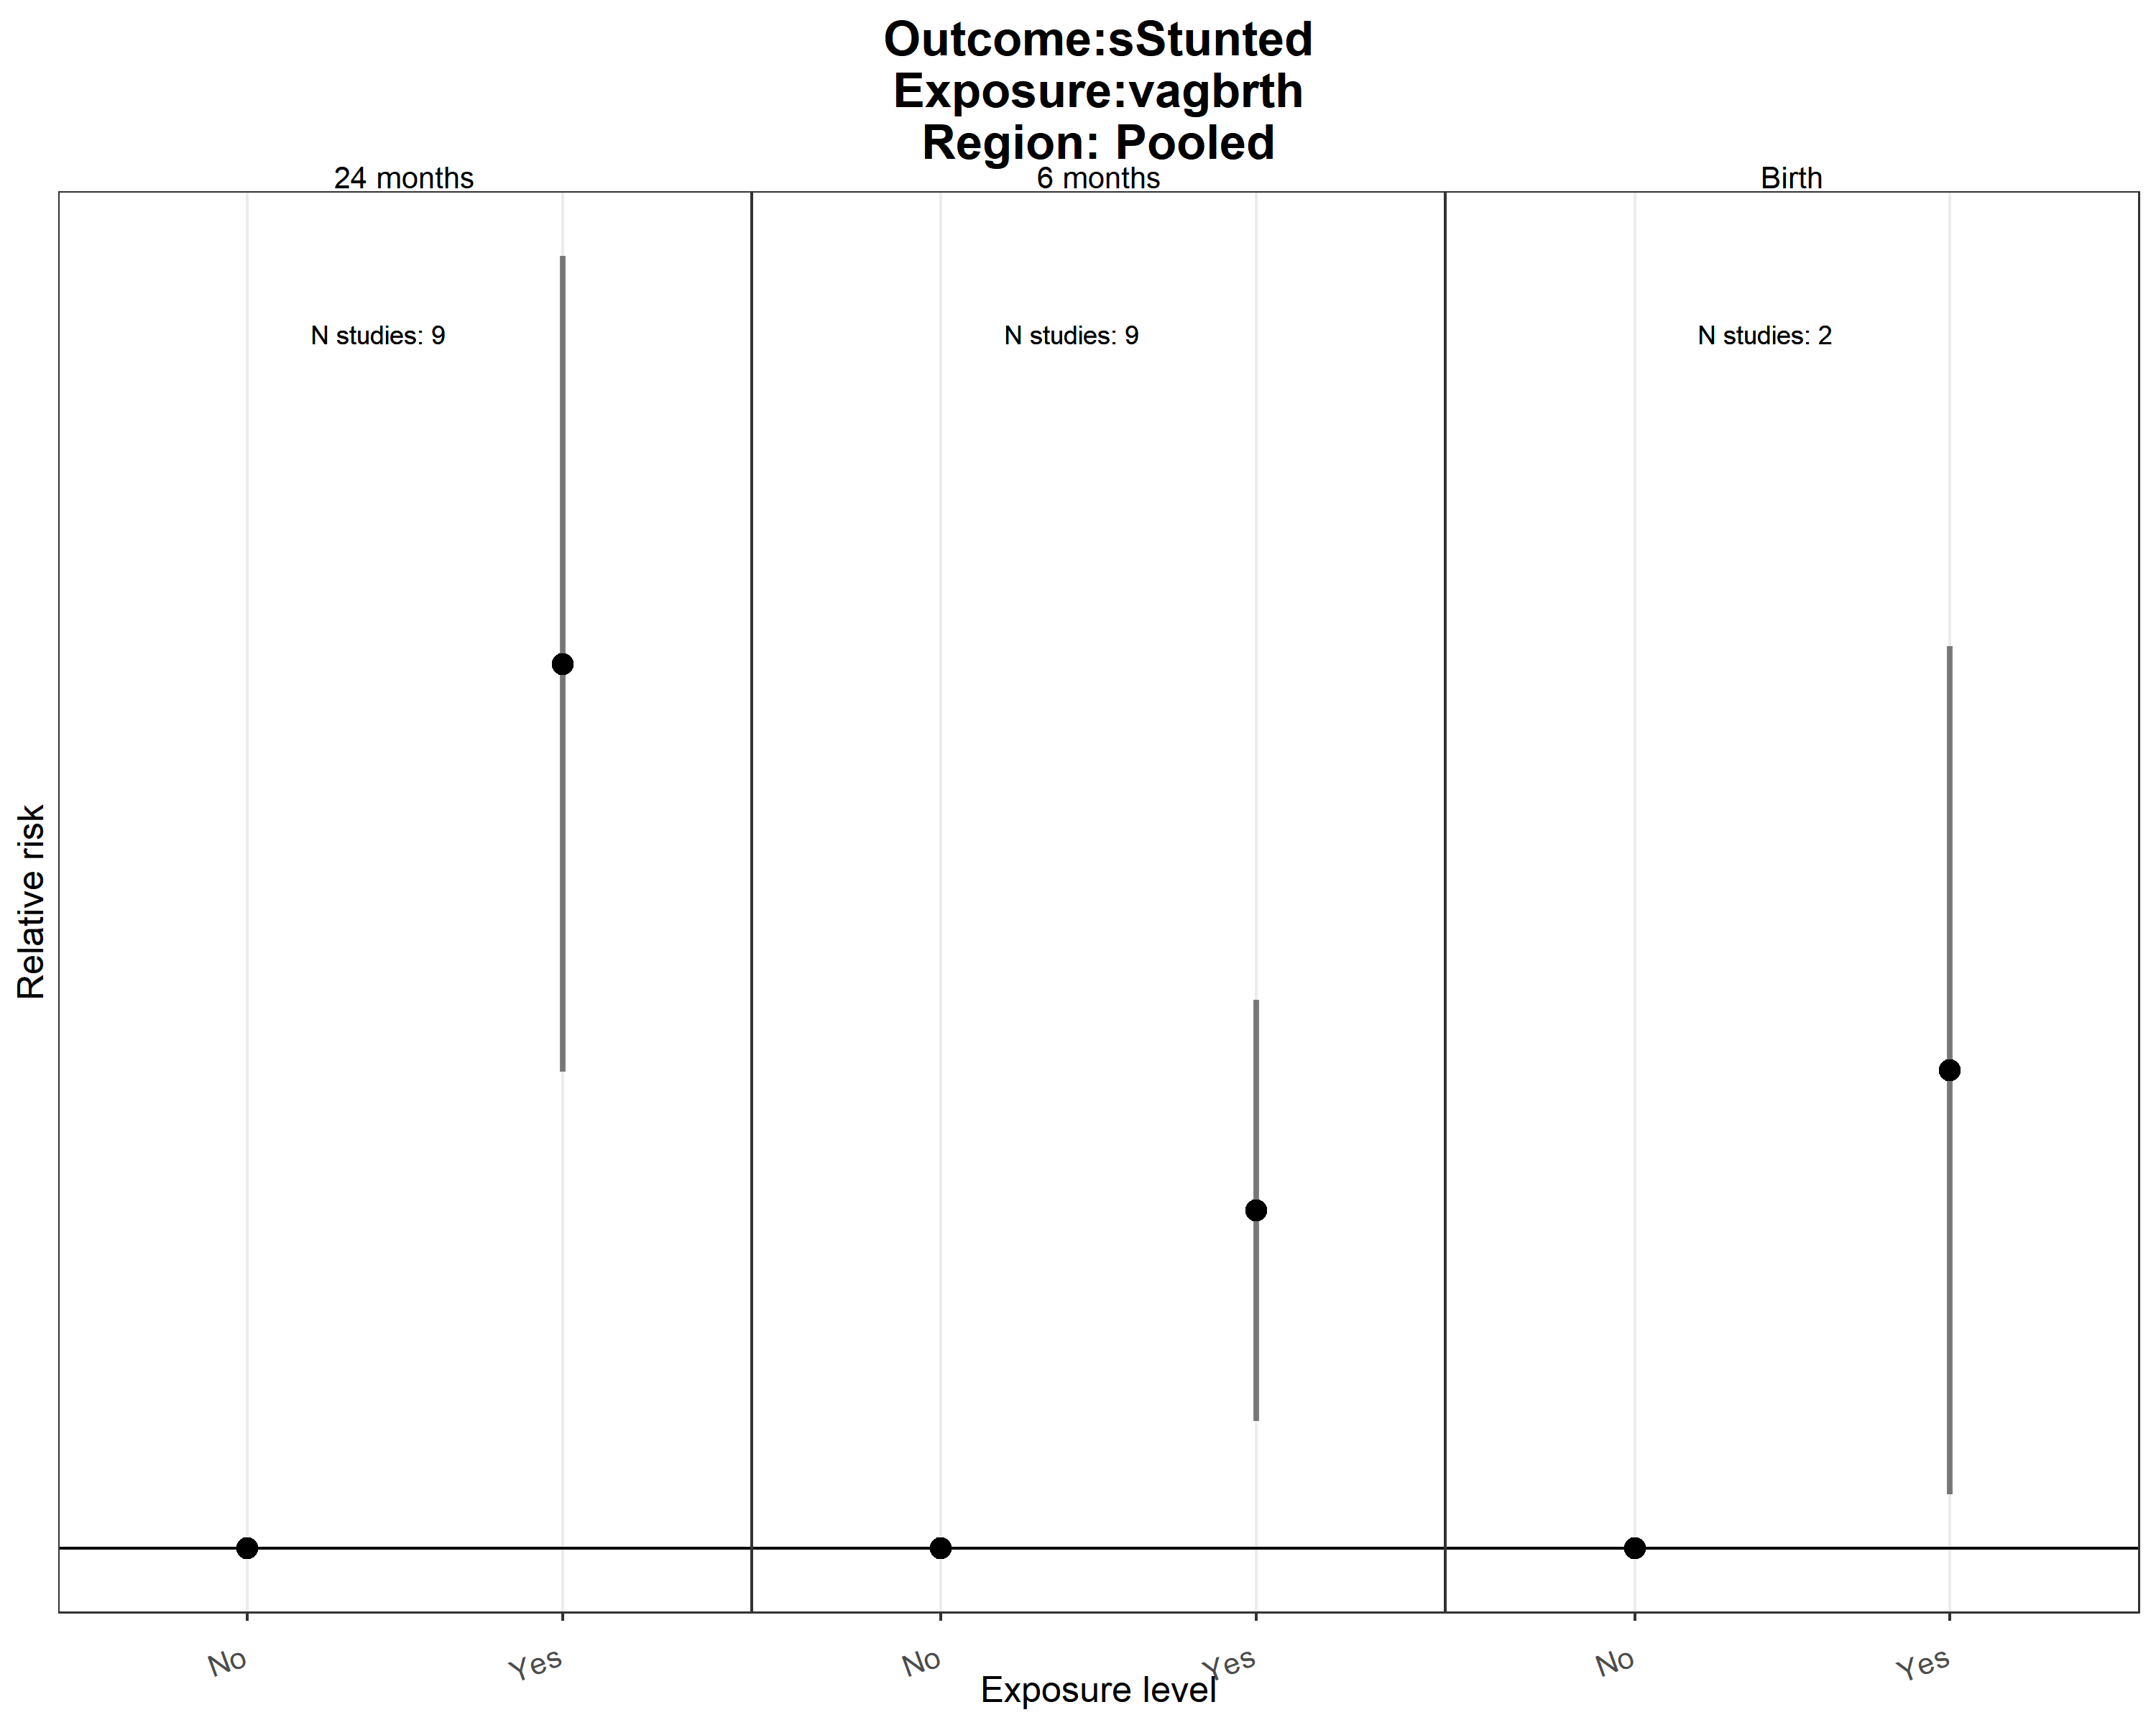 Outcome:sStunted
Exposure:vagbrth
Region: Pooled
24 months
6 months
Birth
N studies: 9
N studies: 9
N studies: 2
Relative risk
No
Yes
No
Yes
No
Yes
Exposure level